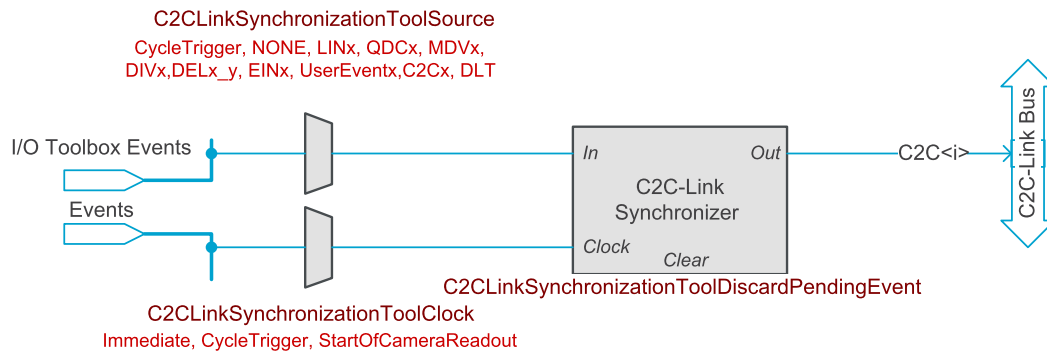 C2CLinkSynchronizationToolSource
CycleTrigger, NONE, LINx, QDCx, MDVx,
DIVx,DELx_y, EINx, UserEventx,C2Cx, DLT
I/O Toolbox Events
Events
In
Out
C2C-Link
Synchronizer
Clock
Clear
C2C<i>
C2C-Link Bus
C2CLinkSynchronizationToolDiscardPendingEvent
C2CLinkSynchronizationToolClock
Immediate, CycleTrigger, StartOfCameraReadout